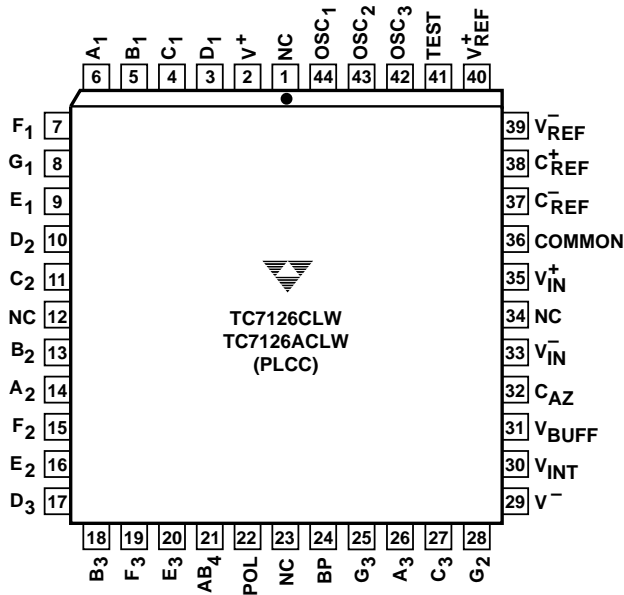 A1 B1 C1 D1 V+ NC OSC1 OSC2 OSC3 TEST V+REF
6 5 4 3 2 1 44 43 42 41 40
F1 7
G1 8
E1 9
D2 10
C2 11
NC 12
B2 13
A2 14
F2 15
E2 16
D3 17
TC7126CLW
TC7126ACLW
(PLCC)
39 V−REF
38 C+REF
37 C−REF
36 COMMON
35 V+IN
34 NC
33 V−IN
32 CAZ
31 VBUFF
30 VINT
29 V−
18 19 20 21 22 23 24 25 26 27 28
B3 F3 E3 AB4 POL NC BP G3 A3 C3 G2